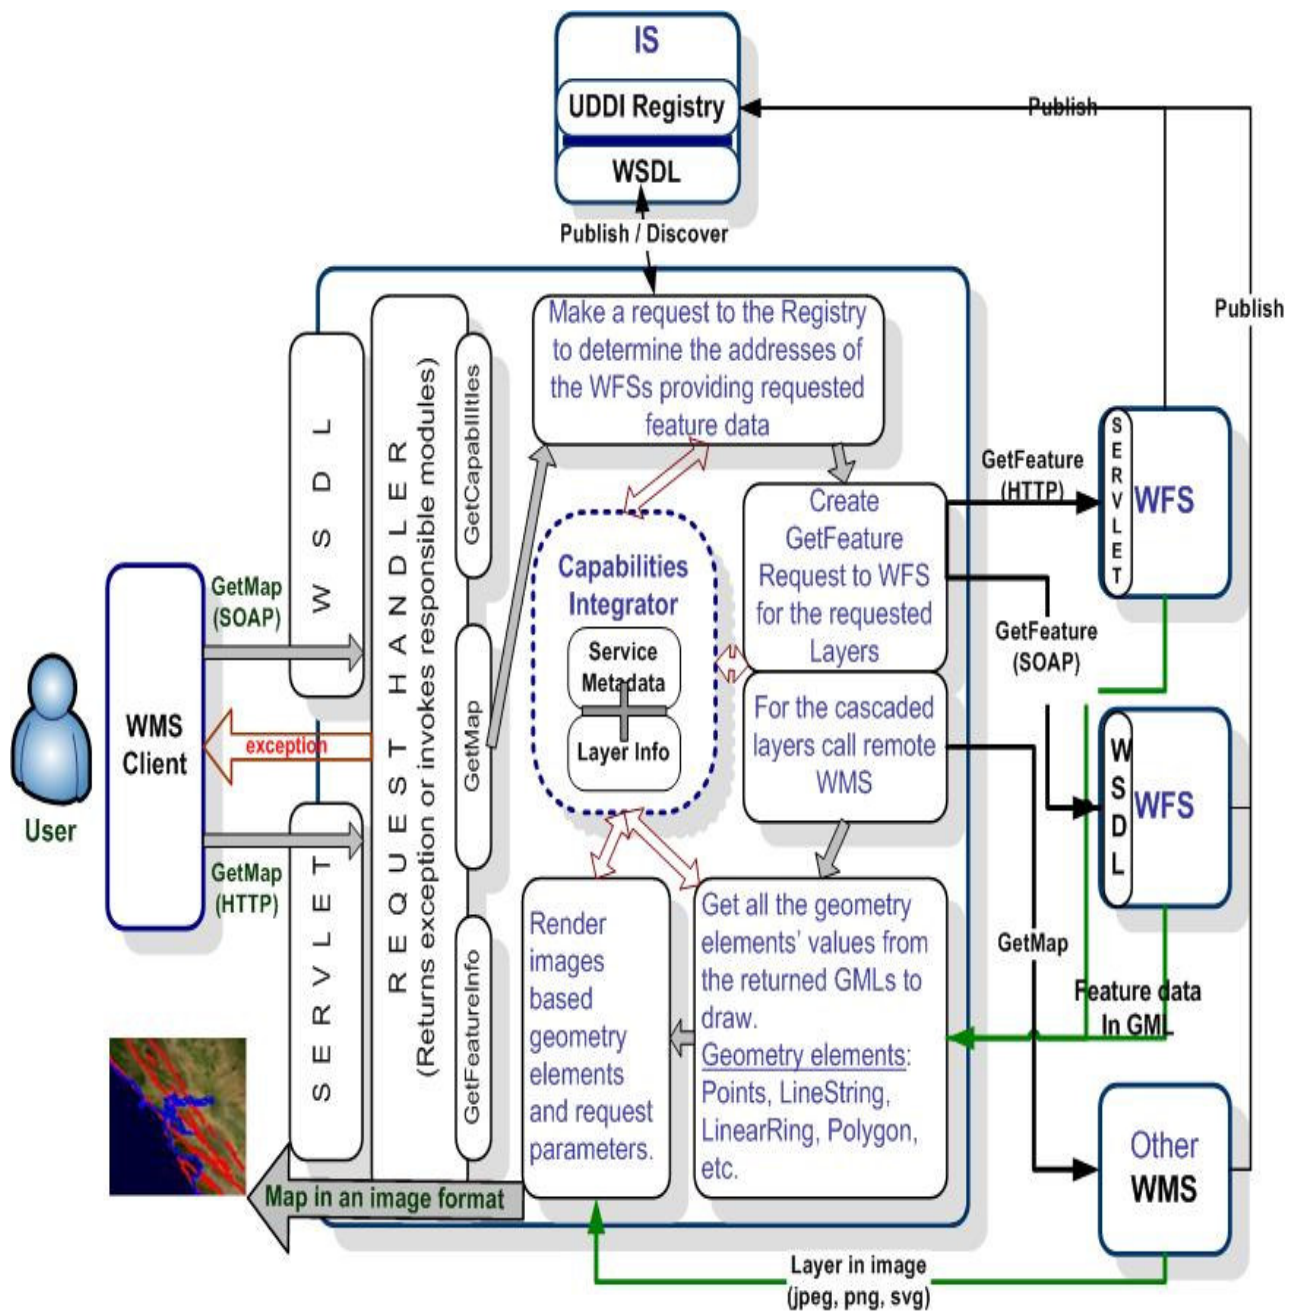 IS
UDDI Registry
WSDL
Publish
Publish / Discover
Publish
Make a request to the Registry
to determine the addresses of
the WFSs providing requested
feature data
WSDL
REQUEST HANDLER
(Returns exception or invokes responsible modules)
GetCapabilities
GetMap
GetFeatureInfo
SERVLET
Create
GetFeature
Request to WFS
for the requested
Layers
GetFeature
(HTTP)
SERVLET
WFS
Capabilities
Integrator
Service
Metadata
Layer Info
GetMap
(SOAP)
GetFeature
(SOAP)
WMS
Client
exception
For the cascaded
layers call remote
WMS
WSDL
WFS
User
GetMap
(HTTP)
Render
images
based
geometry
elements
and request
parameters.
Get all the geometry
elements' values from
the returned GMLs to
draw.
Geometry elements:
Points, LineString,
LinearRing, Polygon,
etc.
GetMap
Feature data
In GML
Other
WMS
Map in an image format
Layer in image
(jpeg, png, svg)